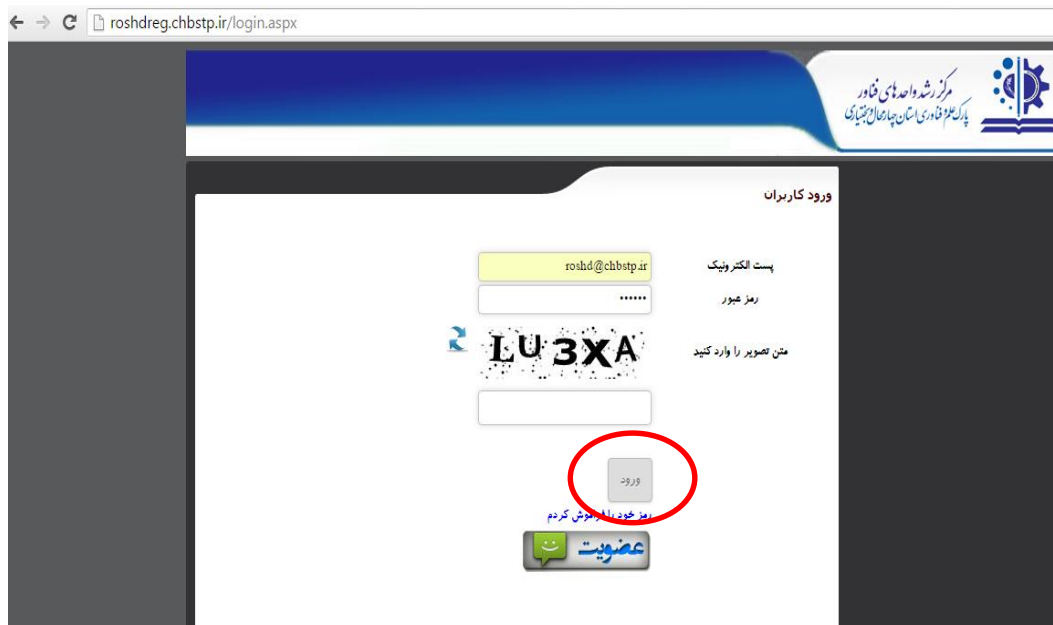 roshdreg.chbstp.ir/login.aspx
مرکز رشد واحدهای فناور
پارک علم و فناوری استان چهارمحال و بختیاری
ورود کاربران
پست الکترونیک
roshd@chbstp.ir
رمز عبور
••••••
متن تصویر را وارد کنید
LU3XA
ورود
رمز خود را فراموش کردم
عضویت